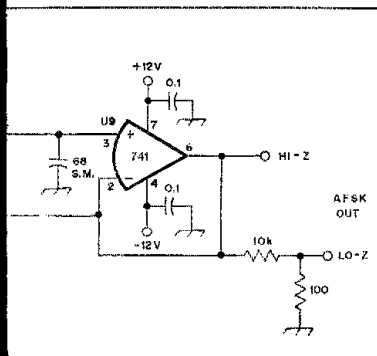 +12V
0.1
U9
7
3
+
741
6
HI-Z
68
S.M.
2
−
4
0.1
AFSK
OUT
-12V
10k
LO-Z
100